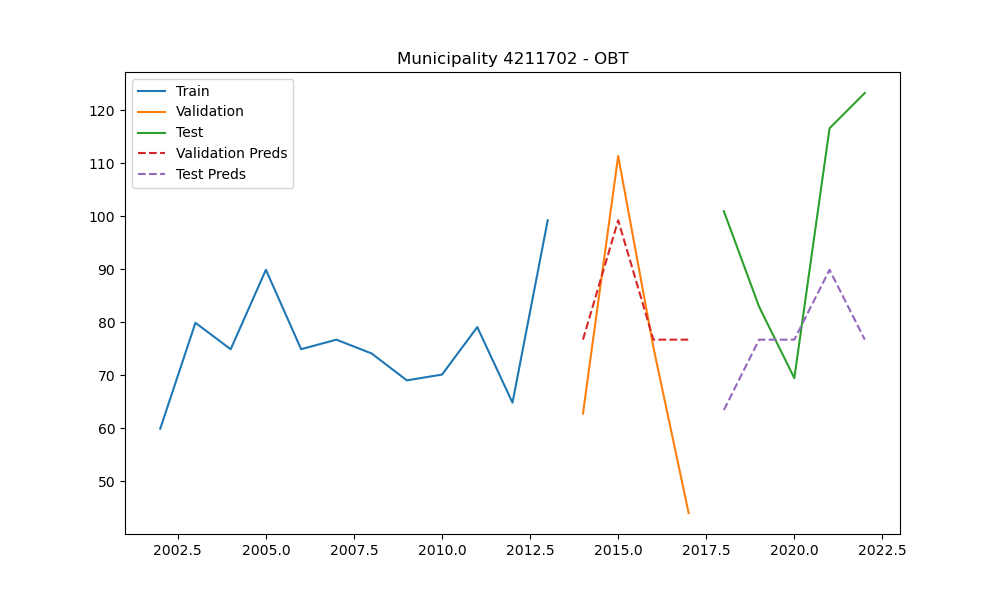 Municipality 4211702 - OBT
Train
Validation
Test
Validation Preds
Test Preds
120
110
100
90
80
70
60
50
2002.5 2005.0 2007.5 2010.0 2012.5 2015.0 2017.5 2020.0 2022.5